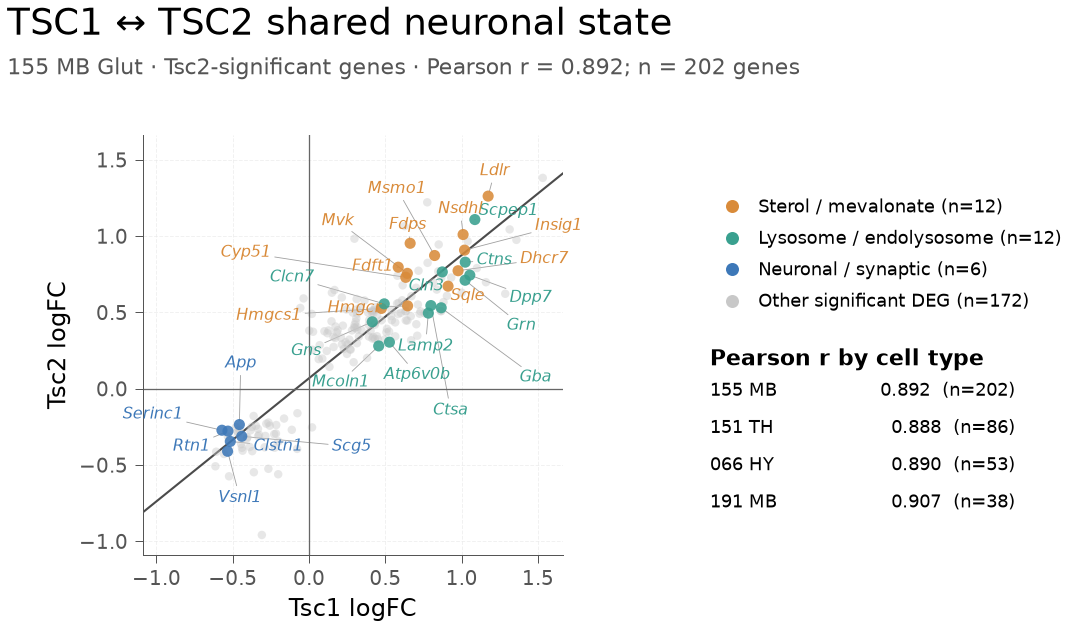 TSC1 ↔ TSC2 shared neuronal state
155 MB Glut · Tsc2-significant genes · Pearson r = 0.892; n = 202 genes
Tsc2 logFC
1.5
1.0
0.5
0.0
−0.5
−1.0
Ldlr
Msmo1
Nsdhl
Scpep1
Mvk
Fdps
Insig1
Cyp51
Fdft1
Ctns
Dhcr7
Clcn7
Cln3
Sqle
Dpp7
Hmgcs1
Hmgcr
Grn
Gns
Lamp2
Mcoln1
Atp6v0b
Gba
Ctsa
App
Serinc1
Rtn1
Clstn1
Scg5
Vsnl1
−1.0
−0.5
0.0
0.5
1.0
1.5
Tsc1 logFC
Sterol / mevalonate (n=12)
Lysosome / endolysosome (n=12)
Neuronal / synaptic (n=6)
Other significant DEG (n=172)
Pearson r by cell type
155 MB 0.892 (n=202)
151 TH 0.888 (n=86)
066 HY 0.890 (n=53)
191 MB 0.907 (n=38)